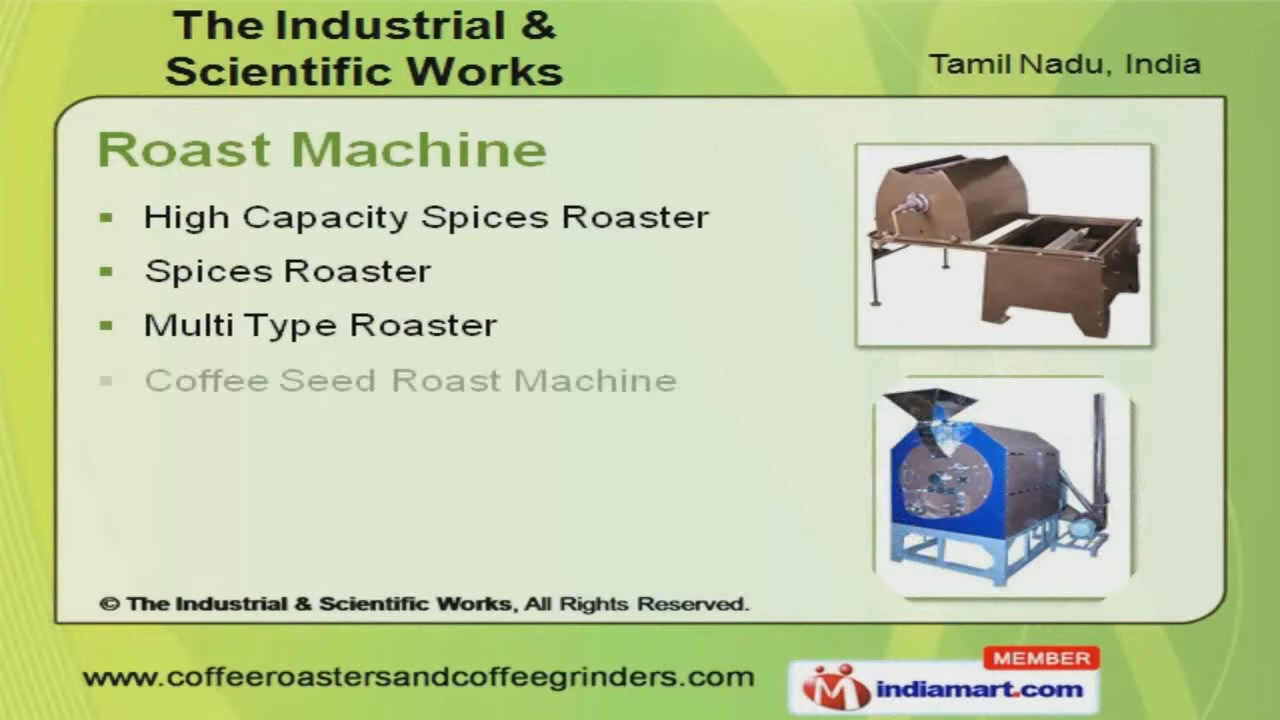 The Industrial &
Scientific Works
Tamil Nadu, India
Roast Machine
High Capacity Spices Roaster
Spices Roaster
Multi Type Roaster
Coffee Seed Roast Machine
© The Industrial & Scientific Works, All Rights Reserved.
www.coffeeroastersandcoffeegrinders.com
MEMBER
indiamart.com